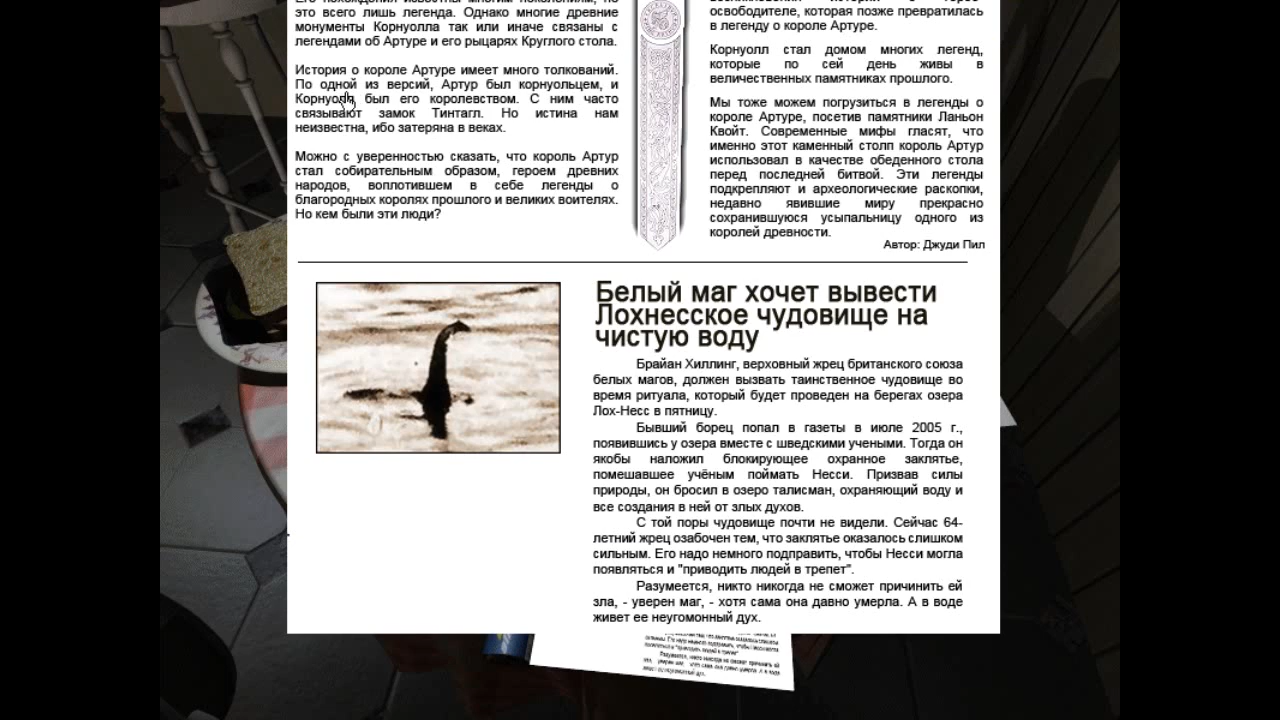 это всего лишь легенда. Однако многие древние
монументы Корнуолла так или иначе связаны с
легендами об Артуре и его рыцарях Круглого стола.
История о короле Артуре имеет много толкований.
По одной из версий, Артур был корнуольцем, и
Корнуолл был его королевством. С ним часто
связывают замок Тинтагл. Но истина нам
неизвестна, ибо затеряна в веках.
Можно с уверенностью сказать, что король Артур
стал собирательным образом, героем древних
народов, воплотившем в себе легенды о
благородных королях прошлого и великих воителях.
Но кем были эти люди?
освободителе, которая позже превратилась
в легенду о короле Артуре.
Корнуолл стал домом многих легенд,
которые по сей день живы в
величественных памятниках прошлого.
Мы тоже можем погрузиться в легенды о
короле Артуре, посетив памятники Ланьон
Квойт. Современные мифы гласят, что
именно этот каменный столп король Артур
использовал в качестве обеденного стола
перед последней битвой. Эти легенды
подкрепляют и археологические раскопки,
недавно явившие миру прекрасно
сохранившуюся усыпальницу одного из
королей древности.
Автор: Джуди Пил
Белый маг хочет вывести
Лохнесское чудовище на
чистую воду
Брайан Хиллинг, верховный жрец британского союза
белых магов, должен вызвать таинственное чудовище во
время ритуала, который будет проведен на берегах озера
Лох-Несс в пятницу.
Бывший борец попал в газеты в июле 2005 г.,
появившись у озера вместе с шведскими учеными. Тогда он
якобы наложил блокирующее охранное заклятье,
помешавшее учёным поймать Несси. Призвав силы
природы, он бросил в озеро талисман, охраняющий воду и
все создания в ней от злых духов.
С той поры чудовище почти не видели. Сейчас 64-
летний жрец озабочен тем, что заклятье оказалось слишком
сильным. Его надо немного подправить, чтобы Несси могла
появляться и "приводить людей в трепет".
Разумеется, никто никогда не сможет причинить ей
зла, - уверен маг, - хотя сама она давно умерла. А в воде
живет ее неугомонный дух.